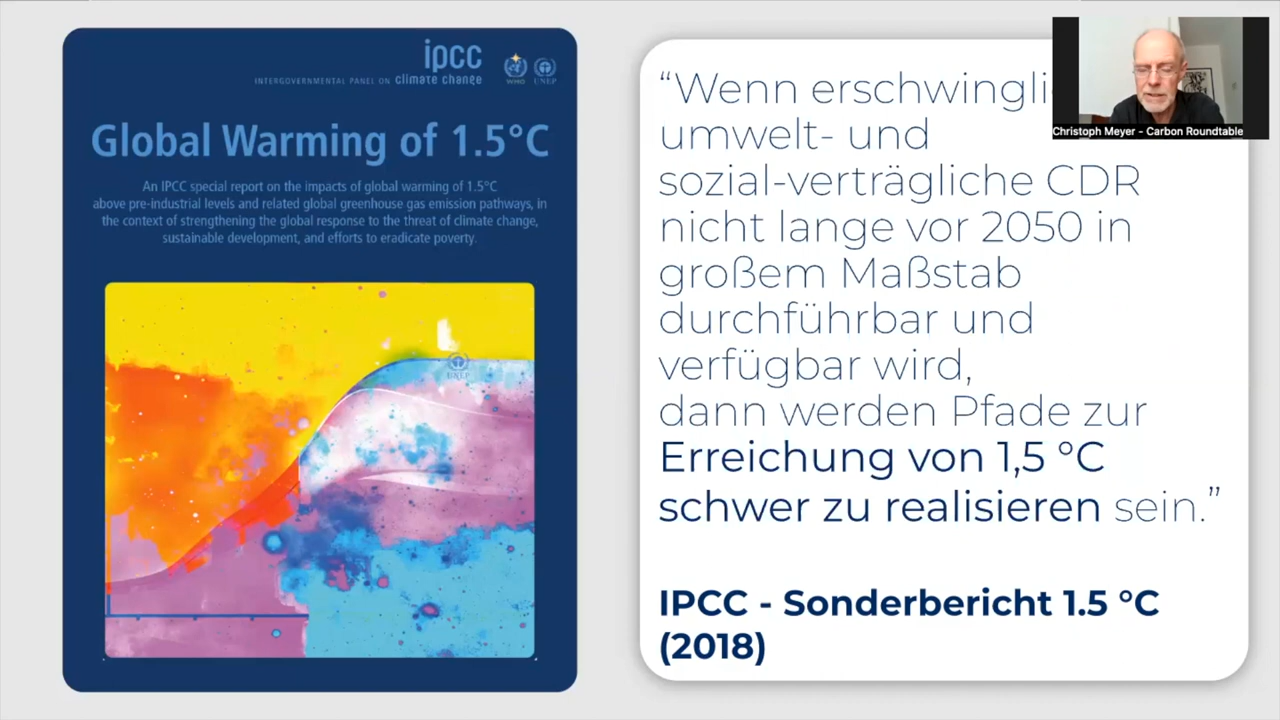 ipcc
INTERGOVERNMENTAL PANEL ON climate change
WMO
UNEP
Global Warming of 1.5°C
An IPCC special report on the impacts of global warming of 1.5°C
above pre-industrial levels and related global greenhouse gas emission pathways, in
the context of strengthening the global response to the threat of climate change,
sustainable development, and efforts to eradicate poverty.
UNEP
“Wenn
umwelt- und
sozial-verträgliche CDR
nicht lange vor 2050 in
großem Maßstab
durchführbar und
verfügbar wird,
dann werden Pfade zur
Erreichung von 1,5 °C
schwer zu realisieren sein.”
IPCC - Sonderbericht 1.5 °C
(2018)
Christoph Meyer - Carbon Roundtable